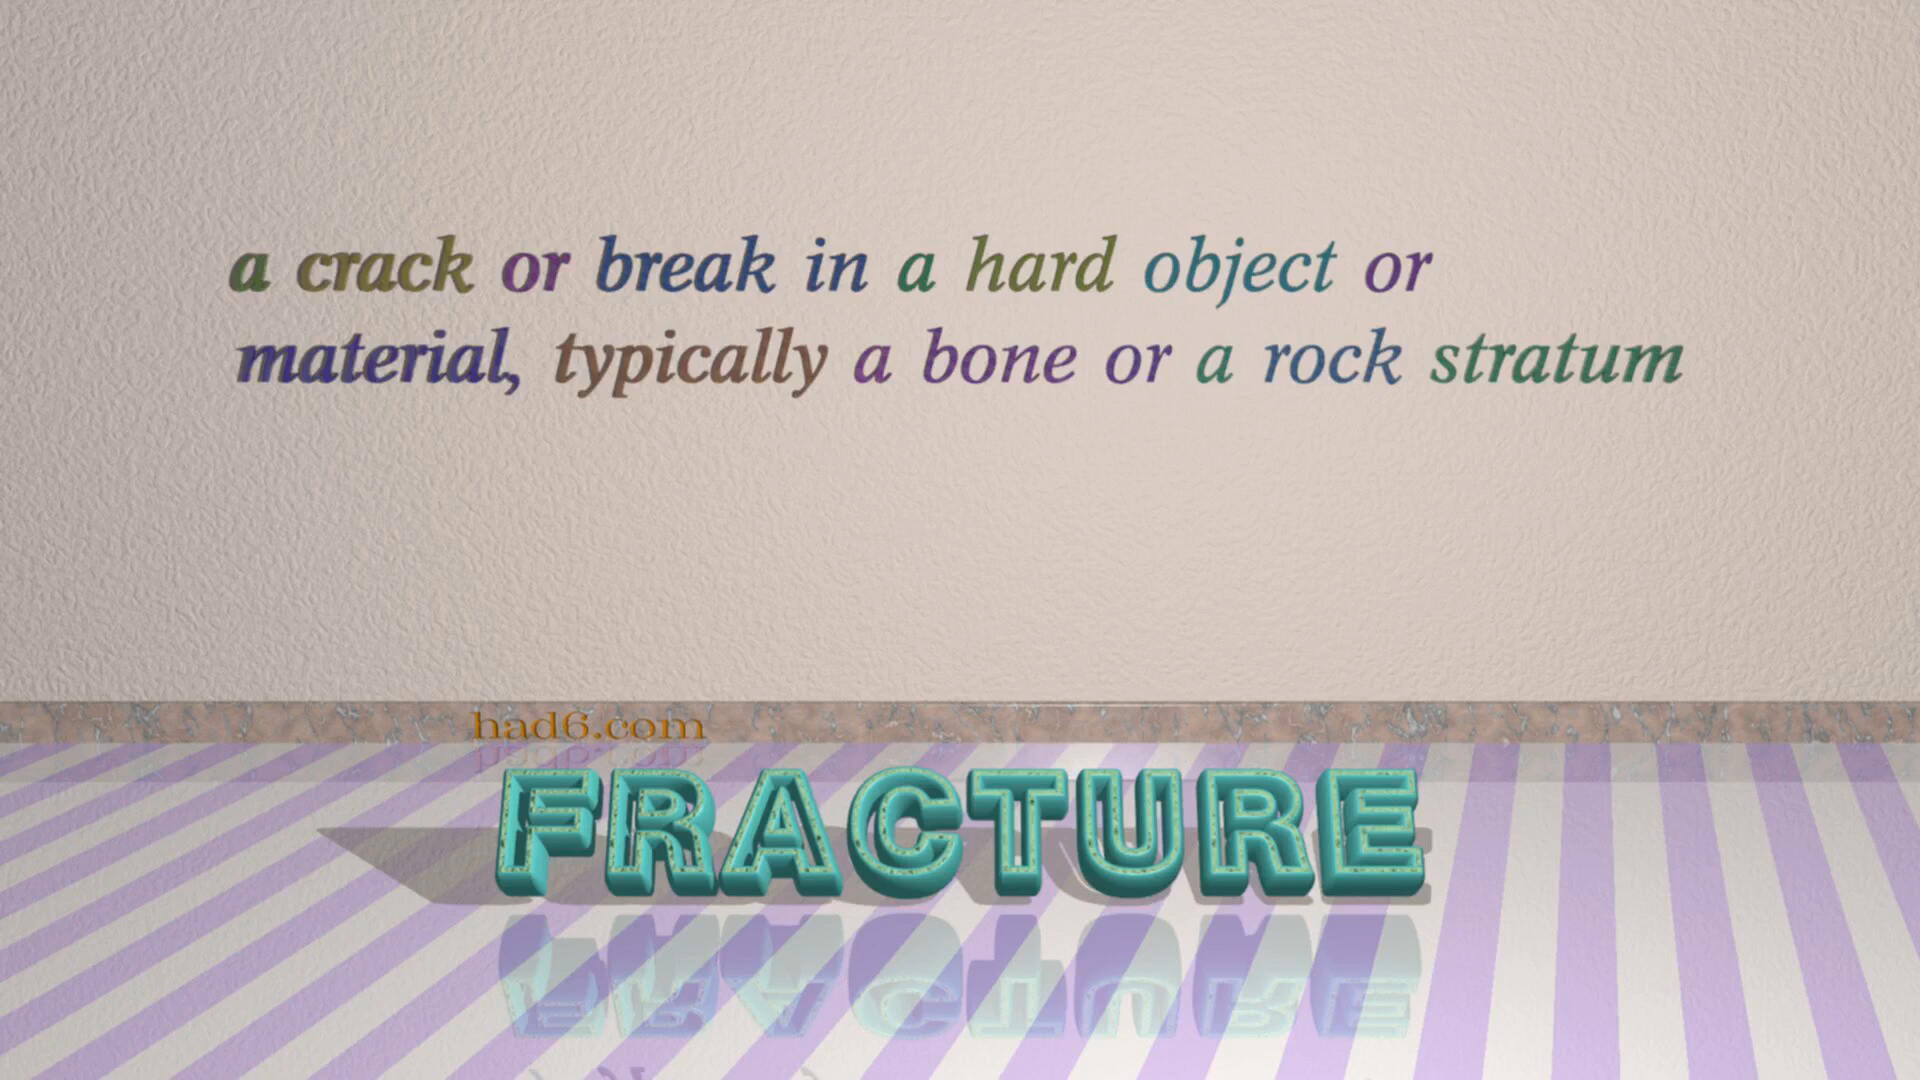 a crack or break in a hard object or
material, typically a bone or a rock stratum
had6.com
FRACTURE